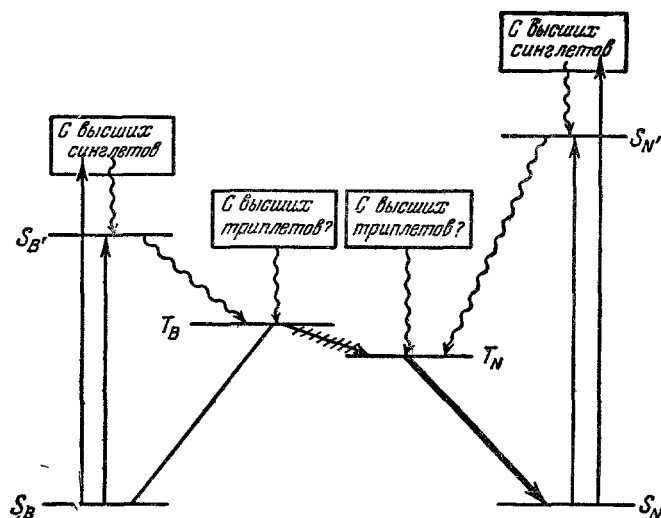 С высших
синглетов
S_N'
С высших
синглетов
S_B'
С высших
триплетов?
С высших
триплетов?
T_B
T_N
S_B
S_N